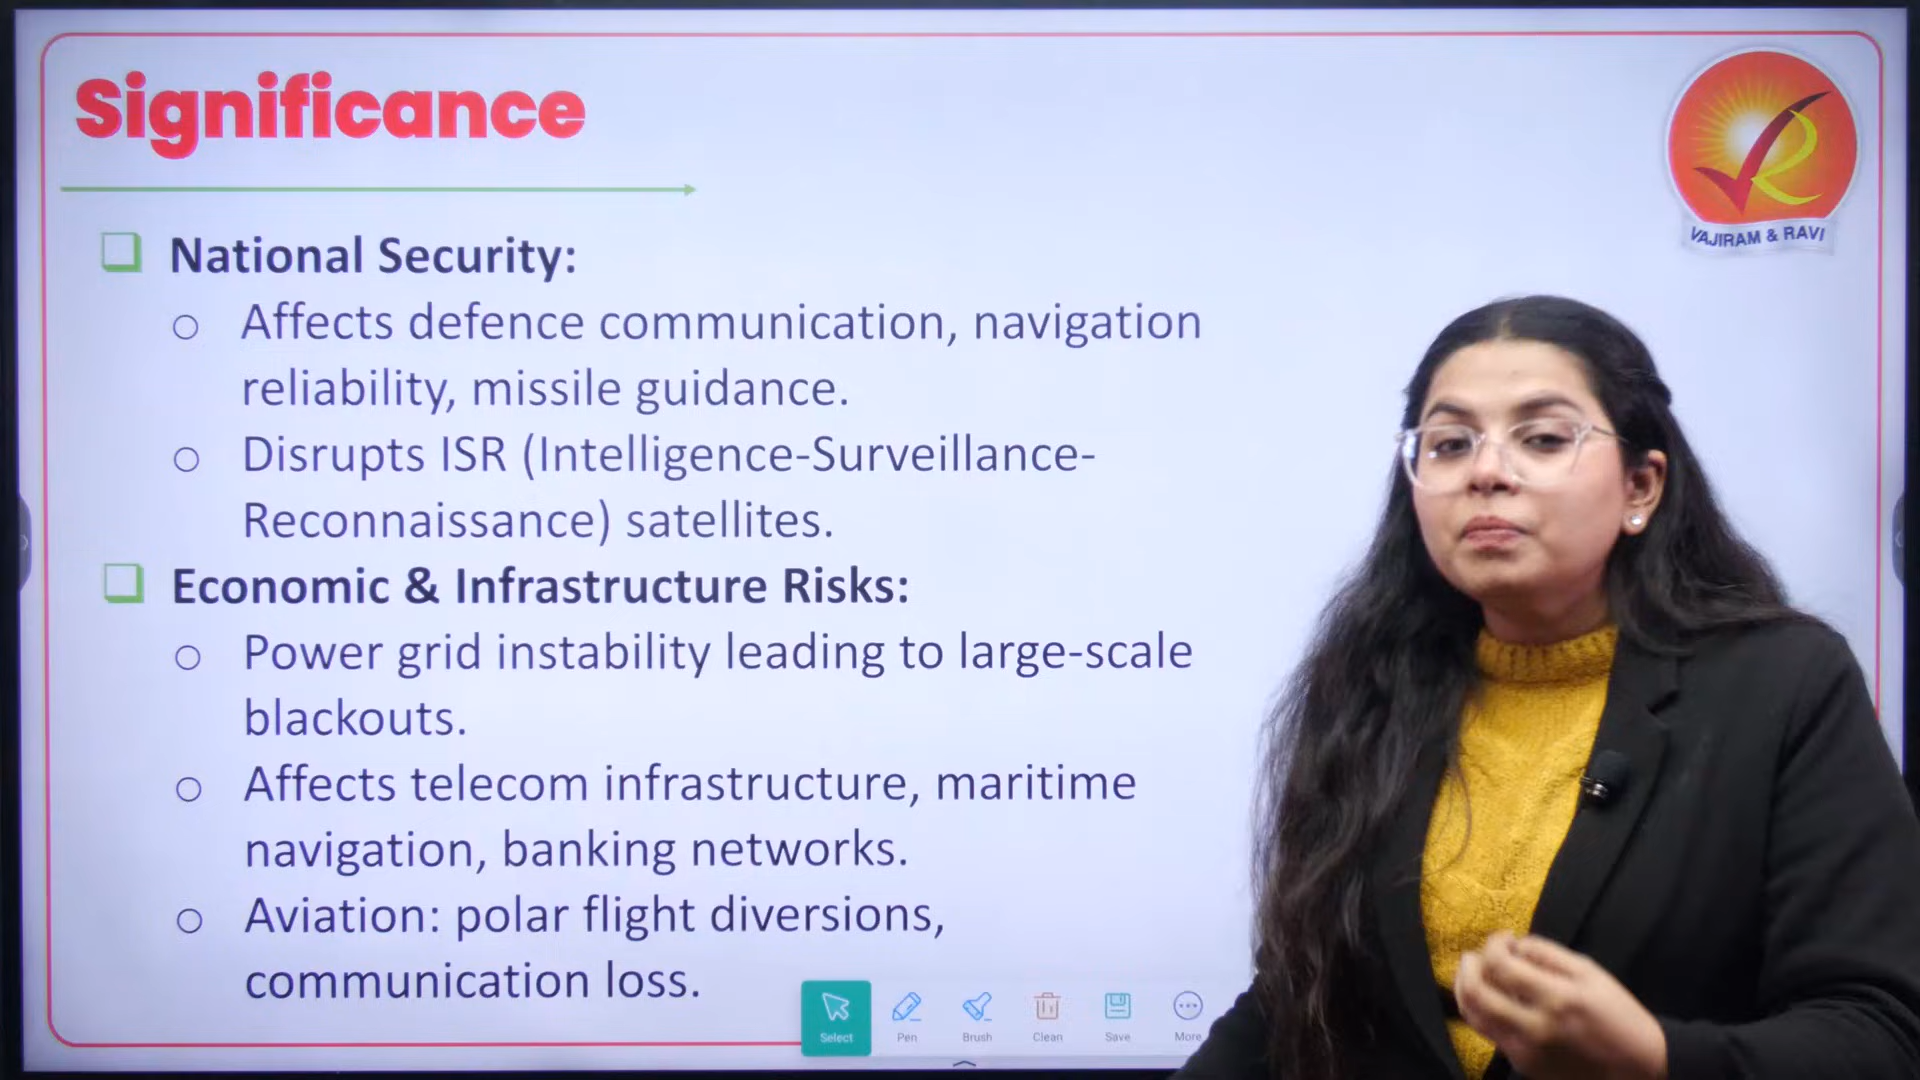 Significance
VAJIRAM & RAVI
National Security:
Affects defence communication, navigation
reliability, missile guidance.
Disrupts ISR (Intelligence-Surveillance-
Reconnaissance) satellites.
Economic & Infrastructure Risks:
Power grid instability leading to large-scale
blackouts.
Affects telecom infrastructure, maritime
navigation, banking networks.
Aviation: polar flight diversions,
communication loss.
Select Pen Brush Clean Save More